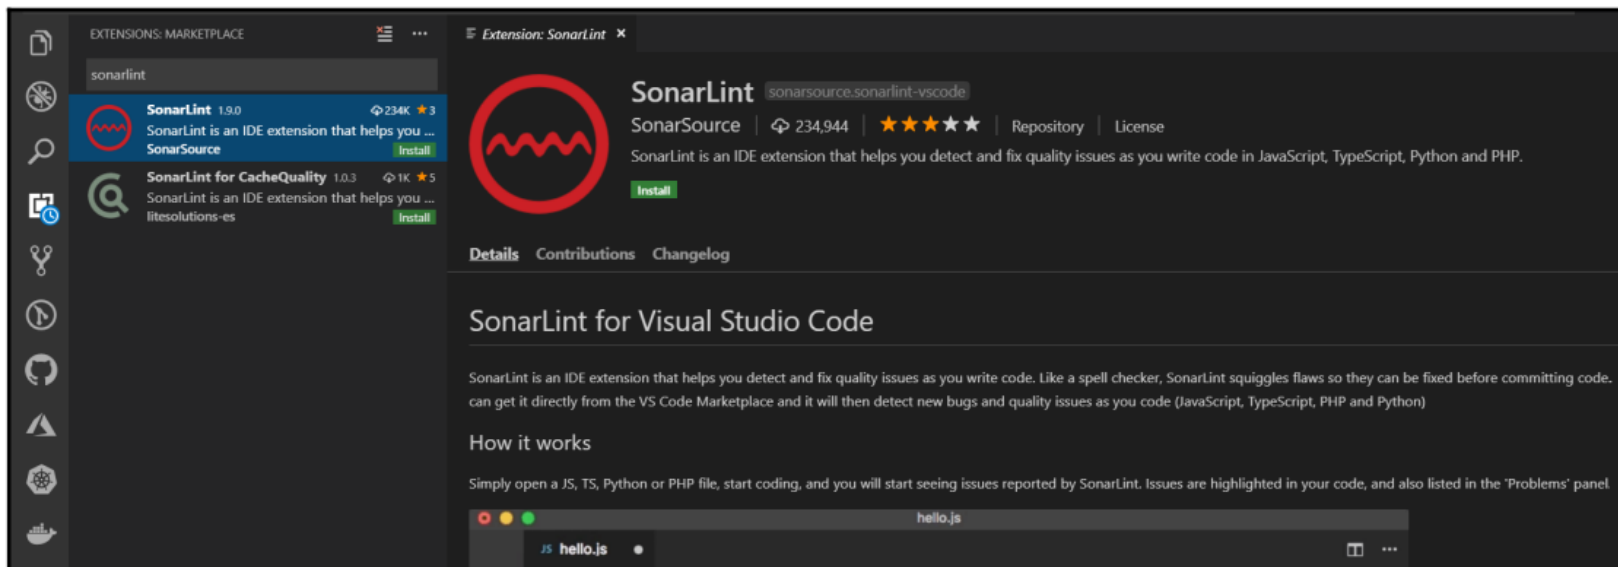 EXTENSIONS: MARKETPLACE
sonarlint
SonarLint 1.9.0 234K 3
SonarLint is an IDE extension that helps you ...
SonarSource Install
SonarLint for CacheQuality 1.0.3 1K 5
SonarLint is an IDE extension that helps you ...
litesolutions-es Install
Extension: SonarLint
SonarLint sonarsource.sonarlint-vscode
SonarSource 234,944 Repository License
SonarLint is an IDE extension that helps you detect and fix quality issues as you write code in JavaScript, TypeScript, Python and PHP.
Install
Details Contributions Changelog
SonarLint for Visual Studio Code
SonarLint is an IDE extension that helps you detect and fix quality issues as you write code. Like a spell checker, SonarLint squiggles flaws so they can be fixed before committing code.
can get it directly from the VS Code Marketplace and it will then detect new bugs and quality issues as you code (JavaScript, TypeScript, PHP and Python)
How it works
Simply open a JS, TS, Python or PHP file, start coding, and you will start seeing issues reported by SonarLint. Issues are highlighted in your code, and also listed in the 'Problems' panel
hello.js
JS hello.js